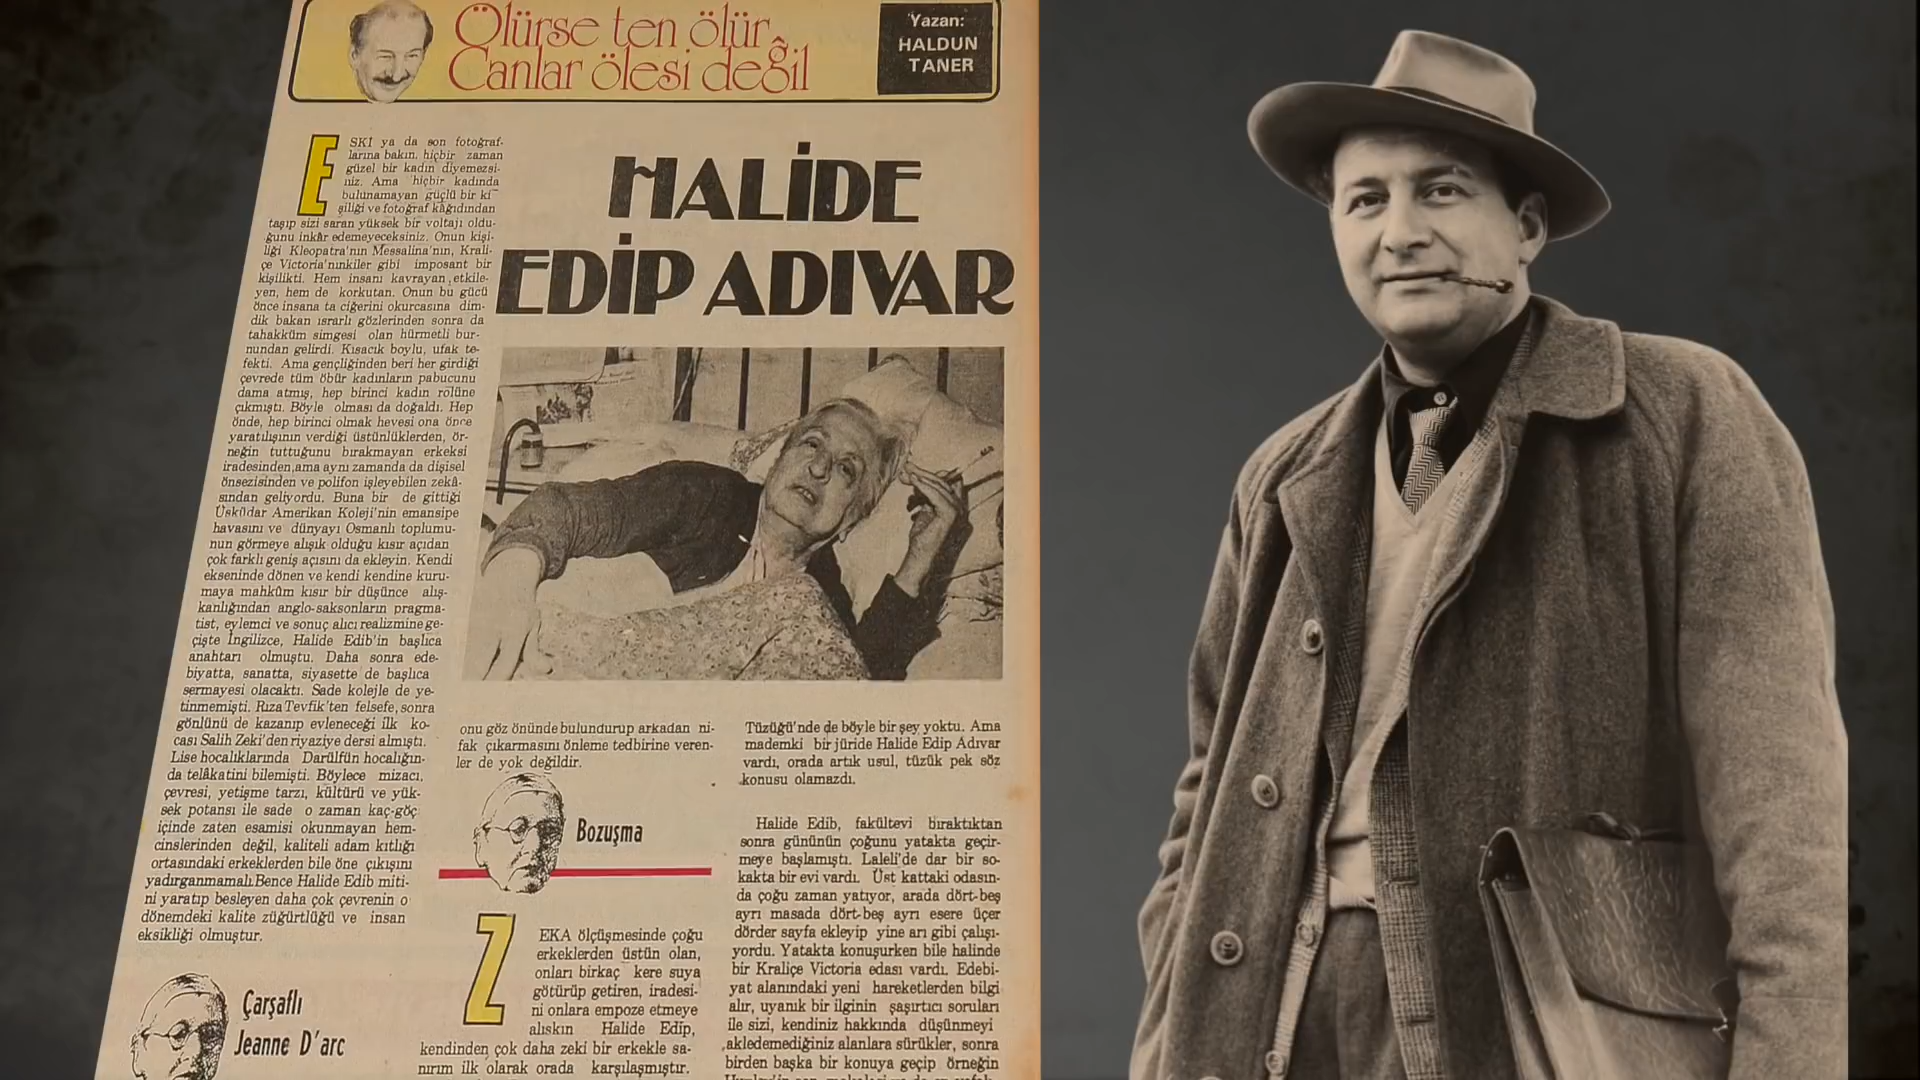 Ölürse ten ölür
Canlar ölesi değil
Yazan:
HALDUN
TANER
HALİDE
EDİP ADIVAR
ESKİ ya da son fotoğraf-
larına bakın, hiçbir zaman
güzel bir kadın diyemezsi-
niz. Ama hiçbir kadında
bulunamayan güçlü bir ki-
şiliği ve fotoğraf kâğıdından
taşıp sizi saran yüksek bir voltajı oldu-
ğunu inkâr edemeyeceksiniz. Onun kişi-
liği Kleopatra'nın Messalina'nın, Krali-
çe Victoria'nınkiler gibi imposant bir
kişilikti. Hem insanı kavrayan, etkile-
yen, hem de korkutan. Onun bu gücü
önce insana ta ciğerini okurcasına dim-
dik bakan ısrarlı gözlerinden sonra da
tahakküm simgesi olan hürmetli bur-
nundan gelirdi. Kısacık boylu, ufak te-
fekti. Ama gençliğinden beri her girdiği
çevrede tüm öbür kadınların pabucunu
dama atmış, hep birinci kadın rolüne
çıkmıştı. Böyle olması da doğaldı. Hep
önde, hep birinci olmak hevesi ona önce
yaratılışının verdiği üstünlüklerden, ör-
neğin tuttuğunu bırakmayan erkeksi
iradesinden, ama aynı zamanda da dişisel
önsezisinden ve polifon işleyebilen zekâ-
sından geliyordu. Buna bir de gittiği
Üsküdar Amerikan Koleji'nin emansipe
havasını ve dünyayı Osmanlı toplumu-
nun görmeye alışık olduğu kısır açıdan
çok farklı geniş açısını da ekleyin. Kendi
ekseninde dönen ve kendi kendine kuru-
maya mahkûm kısır bir düşünce alış-
kanlığından anglo-saksonların pragma-
tist, eylemci ve sonuç alıcı realizmine ge-
çişte İngilizce, Halide Edib'in başlıca
anahtarı olmuştu. Daha sonra ede-
biyatta, sanatta, siyasette de başlıca
sermayesi olacaktı. Sade kolejle de ye-
tinmemişti. Rıza Tevfik'ten felsefe, sonra
gönlünü de kazanıp evleneceği ilk ko-
cası Salih Zeki'den riyaziye dersi almıştı.
Lise hocalıklarında Darülfün hocalığın-
da telâkatini bilemişti. Böylece mizacı,
çevresi, yetişme tarzı, kültürü ve yük-
sek potansı ile sade o zaman kaç-göç
içinde zaten esamisi okunmayan hem-
cinslerinden değil, kaliteli adam kıtlığı
ortasındaki erkeklerden bile öne çıkışını
yadırganmamalı. Bence Halide Edib miti-
ni yaratıp besleyen daha çok çevrenin o
dönemdeki kalite züğürtlüğü ve insan
eksikliği olmuştur.
Çarşaflı
Jeanne D'arc
onu göz önünde bulundurup arkadan ni-
fak çıkarmasını önleme tedbirine veren-
ler de yok değildir.
Bozuşma
ZEKA ölçüşmesinde çoğu
erkeklerden üstün olan,
onları birkaç kere suya
götürüp getiren, iradesi-
ni onlara empoze etmeye
alışkın Halide Edip,
kendinden çok daha zeki bir erkekle sa-
nırım ilk olarak orada karşılaşmıştır.
Tüzüğü'nde de böyle bir şey yoktu. Ama
mademki bir jüride Halide Edip Adıvar
vardı, orada artık usul, tüzük pek söz
konusu olamazdı.
Halide Edib, fakültevi bıraktıktan
sonra gününün çoğunu yatakta geçir-
meye başlamıştı. Laleli'de dar bir so-
kakta bir evi vardı. Üst kattaki odasın-
da çoğu zaman yatıyor, arada dört-beş
ayrı masada dört-beş ayrı esere üçer
dörder sayfa ekleyip yine arı gibi çalışı-
yordu. Yatakta konuşurken bile halinde
bir Kraliçe Victoria edası vardı. Edebi-
yat alanındaki yeni hareketlerden bilgi
alır, uyanık bir ilginin şaşırtıcı soruları
ile sizi, kendiniz hakkında düşünmeyi
akledemediğiniz alanlara sürükler, sonra
birden başka bir konuya geçip örneğin